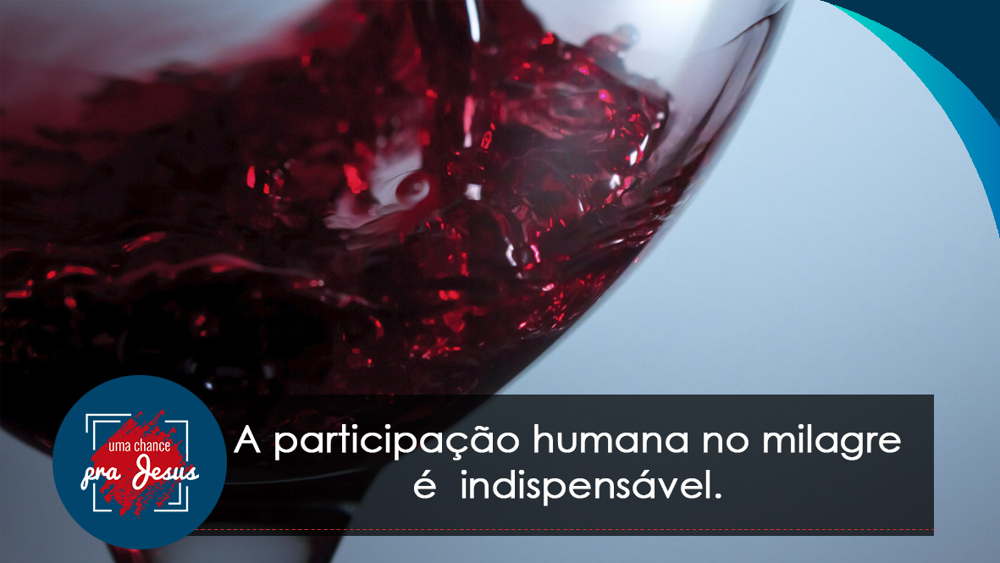 uma chance
pra Jesus
A participação humana no milagre
é  indispensável.